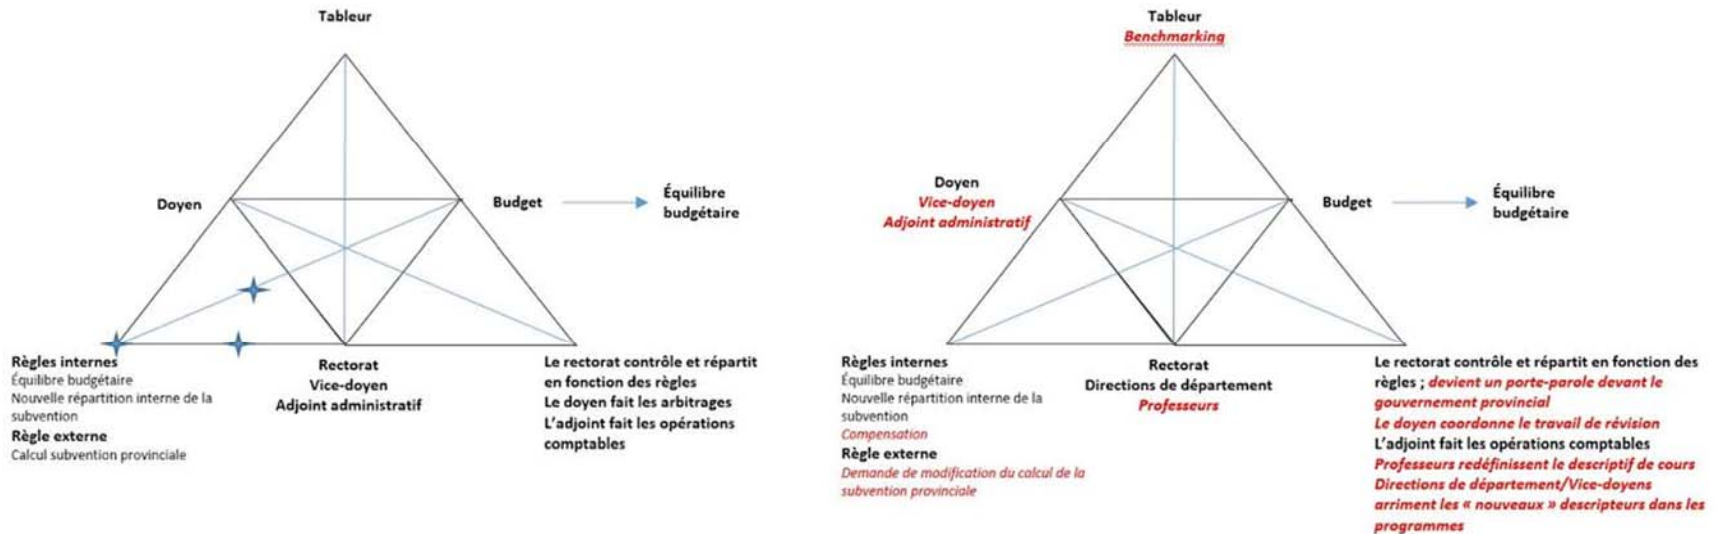 Tableur
Doyen
Budget
Équilibre
budgétaire
Règles internes
Équilibre budgétaire
Nouvelle répartition interne de la
subvention
Règle externe
Calcul subvention provinciale
Rectorat
Vice-doyen
Adjoint administratif
Le rectorat contrôle et répartit
en fonction des règles
Le doyen fait les arbitrages
L'adjoint fait les opérations
comptables
Tableur
Benchmarking
Doyen
Vice-doyen
Adjoint administratif
Budget
Équilibre
budgétaire
Règles internes
Équilibre budgétaire
Nouvelle répartition interne de la
subvention
Compensation
Règle externe
Demande de modification du calcul de la
subvention provinciale
Rectorat
Directions de département
Professeurs
Le rectorat contrôle et répartit en fonction des
règles ; devient un porte-parole devant le
gouvernement provincial
Le doyen coordonne le travail de révision
L'adjoint fait les opérations comptables
Professeurs redéfinissent le descriptif de cours
Directions de département/Vice-doyens
arriment les « nouveaux » descripteurs dans les
programmes